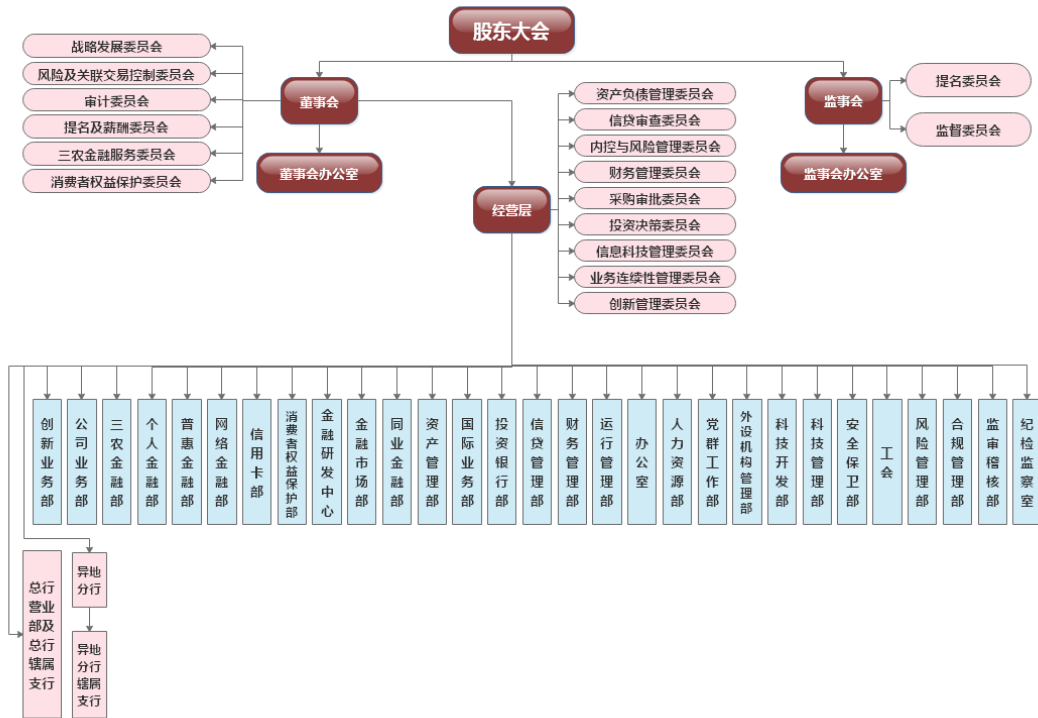 股东大会
战略发展委员会
风险及关联交易控制委员会
审计委员会
提名及薪酬委员会
三农金融服务委员会
消费者权益保护委员会
董事会
董事会办公室
经营层
资产负债管理委员会
信贷审查委员会
内控与风险管理委员会
财务管理委员会
采购审批委员会
投资决策委员会
信息科技管理委员会
业务连续性管理委员会
创新管理委员会
监事会
监事会办公室
提名委员会
监督委员会
创新业务部
公司业务部
三农金融部
个人金融部
普惠金融部
网络金融部
信用卡部
消费者权益保护部
金融研发中心
金融市场部
同业金融部
资产管理部
国际业务部
投资银行部
信贷管理部
财务管理部
运行管理部
办公室
人力资源部
党群工作部
外设机构管理部
科技开发部
科技管理部
安全保卫部
工会
风险管理部
合规管理部
监审稽核部
纪检监察室
总行
营业
部及
总行
辖属
支行
异地
分行
异地
分行
辖属
支行